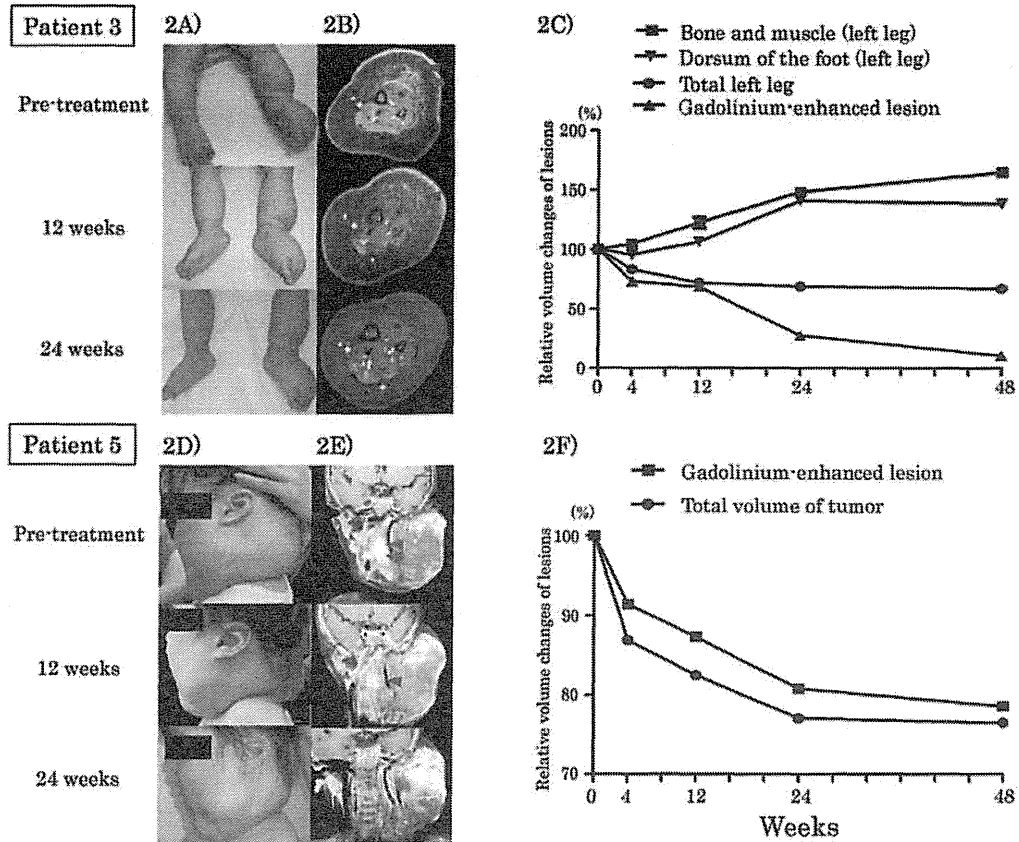 Patient 3
2A)
2B)
Pre-treatment
12 weeks
24 weeks
2C)
Bone and muscle (left leg)
Dorsum of the foot (left leg)
Total left leg
Gadolinium-enhanced lesion
(%)
200
150
100
50
0
Relative volume changes of lesions
0 4 12 24 48
Patient 5
2D)
2E)
Pre-treatment
12 weeks
24 weeks
2F)
Gadolinium-enhanced lesion
Total volume of tumor
(%)
100
90
80
70
Relative volume changes of lesions
0 4 12 24 48
Weeks